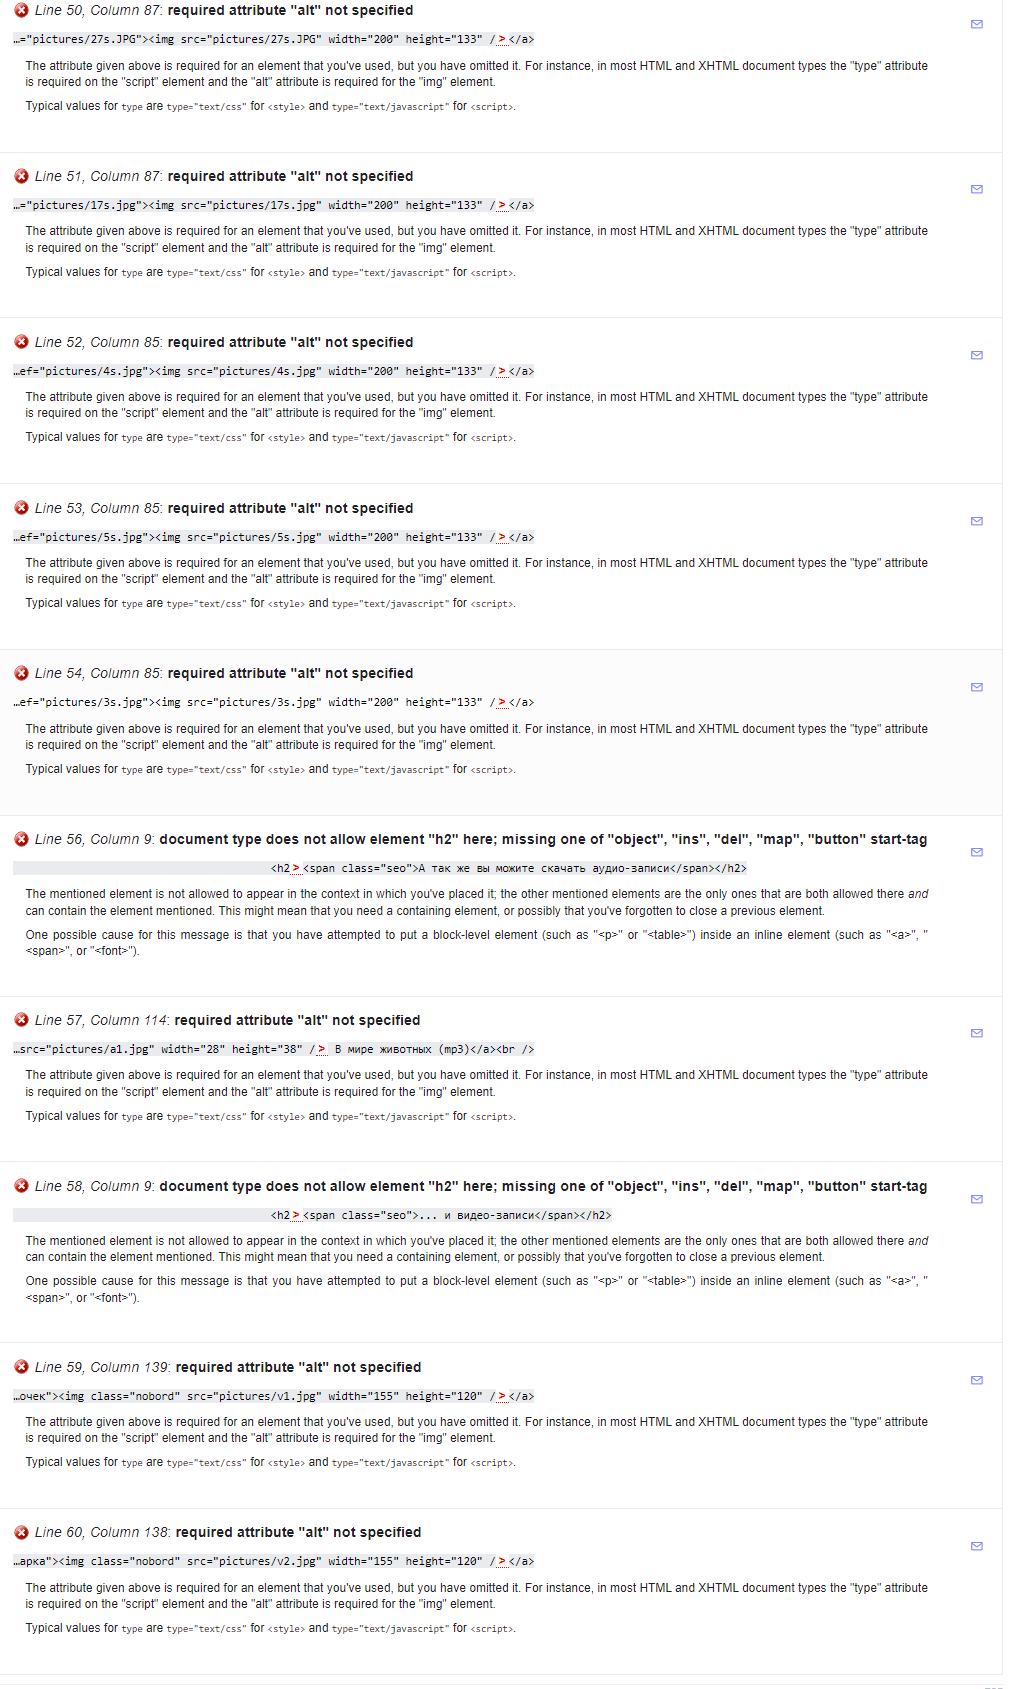 Line 50, Column 87: required attribute "alt" not specified
…="pictures/27s.JPG"><img src="pictures/27s.JPG" width="200" height="133" /></a>
The attribute given above is required for an element that you've used, but you have omitted it. For instance, in most HTML and XHTML document types the "type" attribute
is required on the "script" element and the "alt" attribute is required for the "img" element.
Typical values for type are type="text/css" for <style> and type="text/javascript" for <script>.
Line 51, Column 87: required attribute "alt" not specified
…="pictures/17s.jpg"><img src="pictures/17s.jpg" width="200" height="133" /></a>
The attribute given above is required for an element that you've used, but you have omitted it. For instance, in most HTML and XHTML document types the "type" attribute
is required on the "script" element and the "alt" attribute is required for the "img" element.
Typical values for type are type="text/css" for <style> and type="text/javascript" for <script>.
Line 52, Column 85: required attribute "alt" not specified
…ef="pictures/4s.jpg"><img src="pictures/4s.jpg" width="200" height="133" /></a>
The attribute given above is required for an element that you've used, but you have omitted it. For instance, in most HTML and XHTML document types the "type" attribute
is required on the "script" element and the "alt" attribute is required for the "img" element.
Typical values for type are type="text/css" for <style> and type="text/javascript" for <script>.
Line 53, Column 85: required attribute "alt" not specified
…ef="pictures/5s.jpg"><img src="pictures/5s.jpg" width="200" height="133" /></a>
The attribute given above is required for an element that you've used, but you have omitted it. For instance, in most HTML and XHTML document types the "type" attribute
is required on the "script" element and the "alt" attribute is required for the "img" element.
Typical values for type are type="text/css" for <style> and type="text/javascript" for <script>.
Line 54, Column 85: required attribute "alt" not specified
…ef="pictures/3s.jpg"><img src="pictures/3s.jpg" width="200" height="133" /></a>
The attribute given above is required for an element that you've used, but you have omitted it. For instance, in most HTML and XHTML document types the "type" attribute
is required on the "script" element and the "alt" attribute is required for the "img" element.
Typical values for type are type="text/css" for <style> and type="text/javascript" for <script>.
Line 56, Column 9: document type does not allow element "h2" here; missing one of "object", "ins", "del", "map", "button" start-tag
<h2><span class="seo">А так же вы можите скачать аудио-записи</span></h2>
The mentioned element is not allowed to appear in the context in which you've placed it; the other mentioned elements are the only ones that are both allowed there and
can contain the element mentioned. This might mean that you need a containing element, or possibly that you've forgotten to close a previous element.
One possible cause for this message is that you have attempted to put a block-level element (such as "<p>" or "<table>") inside an inline element (such as "<a>", "
<span>", or "<font>").
Line 57, Column 114: required attribute "alt" not specified
…src="pictures/a1.jpg" width="28" height="38" /> В мире животных (mp3)</a><br />
The attribute given above is required for an element that you've used, but you have omitted it. For instance, in most HTML and XHTML document types the "type" attribute
is required on the "script" element and the "alt" attribute is required for the "img" element.
Typical values for type are type="text/css" for <style> and type="text/javascript" for <script>.
Line 58, Column 9: document type does not allow element "h2" here; missing one of "object", "ins", "del", "map", "button" start-tag
<h2><span class="seo">... и видео-записи</span></h2>
The mentioned element is not allowed to appear in the context in which you've placed it; the other mentioned elements are the only ones that are both allowed there and
can contain the element mentioned. This might mean that you need a containing element, or possibly that you've forgotten to close a previous element.
One possible cause for this message is that you have attempted to put a block-level element (such as "<p>" or "<table>") inside an inline element (such as "<a>", "
<span>", or "<font>").
Line 59, Column 139: required attribute "alt" not specified
…очек"><img class="nobord" src="pictures/v1.jpg" width="155" height="120" /></a>
The attribute given above is required for an element that you've used, but you have omitted it. For instance, in most HTML and XHTML document types the "type" attribute
is required on the "script" element and the "alt" attribute is required for the "img" element.
Typical values for type are type="text/css" for <style> and type="text/javascript" for <script>.
Line 60, Column 138: required attribute "alt" not specified
…арка"><img class="nobord" src="pictures/v2.jpg" width="155" height="120" /></a>
The attribute given above is required for an element that you've used, but you have omitted it. For instance, in most HTML and XHTML document types the "type" attribute
is required on the "script" element and the "alt" attribute is required for the "img" element.
Typical values for type are type="text/css" for <style> and type="text/javascript" for <script>.